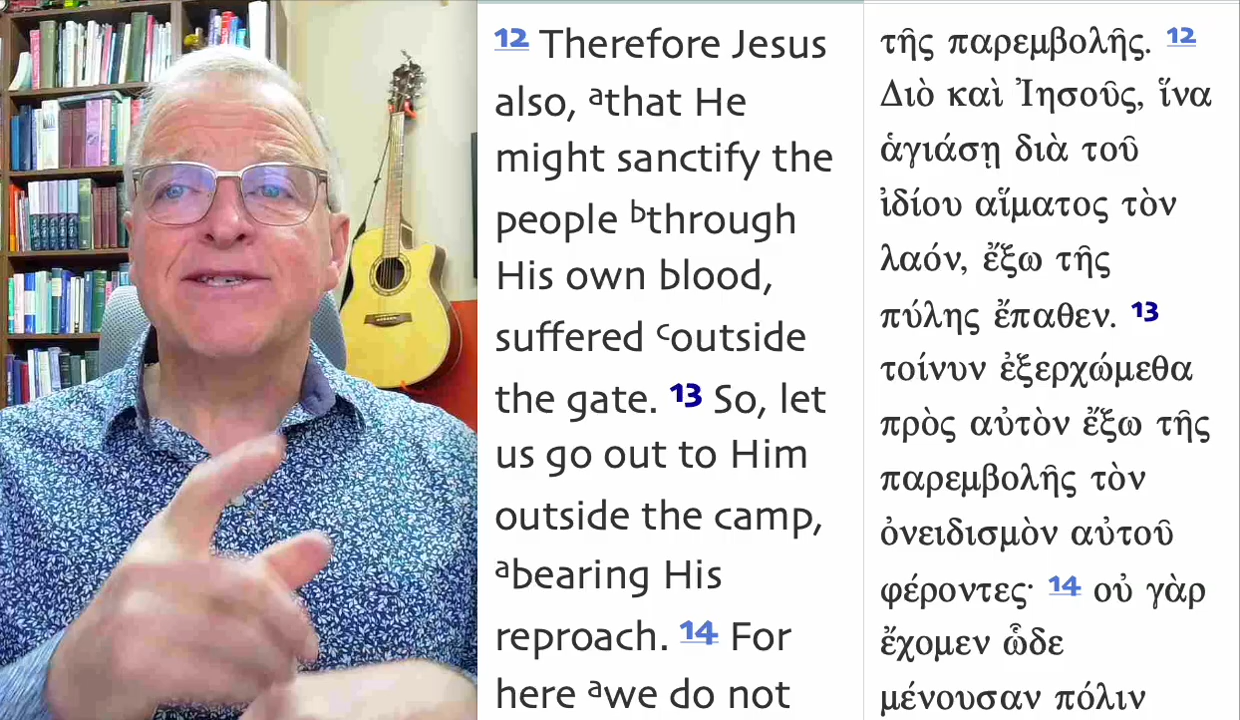 12 Therefore Jesus
also, ᵃthat He
might sanctify the
people ᵇthrough
His own blood,
suffered ᶜoutside
the gate. 13 So, let
us go out to Him
outside the camp,
ᵃbearing His
reproach. 14 For
here ᵃwe do not
τῆς παρεμβολῆς. 12
Διὸ καὶ Ἰησοῦς, ἵνα
ἁγιάσῃ διὰ τοῦ
ἰδίου αἵματος τὸν
λαόν, ἔξω τῆς
πύλης ἔπαθεν. 13
τοίνυν ἐξερχώμεθα
πρὸς αὐτὸν ἔξω τῆς
παρεμβολῆς τὸν
ὀνειδισμὸν αὐτοῦ
φέροντες· 14 οὐ γὰρ
ἔχομεν ὧδε
μένουσαν πόλιν